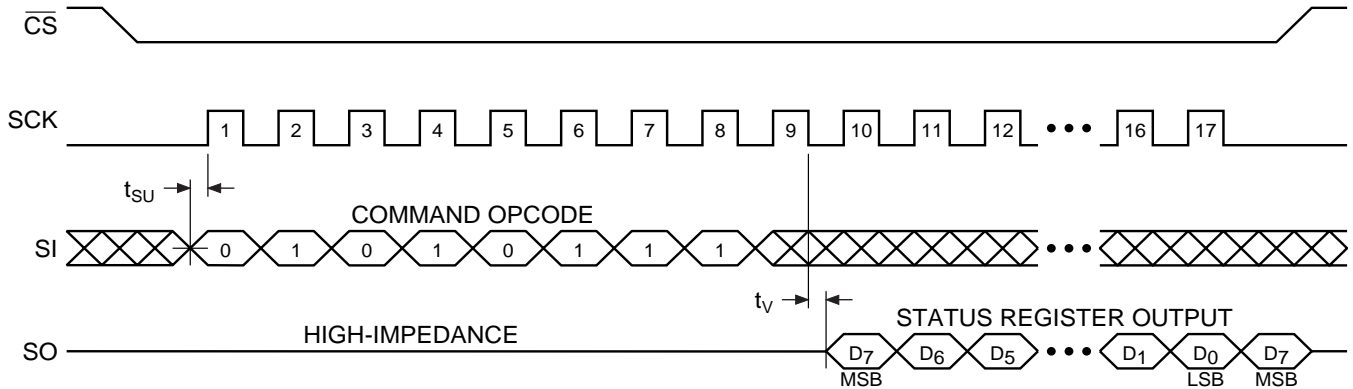 CS
SCK 1 2 3 4 5 6 7 8 9 10 11 12 ••• 16 17
tSU
COMMAND OPCODE
SI 0 1 0 1 0 1 1 1 •••
tV
HIGH-IMPEDANCE STATUS REGISTER OUTPUT
SO D7 D6 D5 ••• D1 D0 D7
MSB LSB MSB